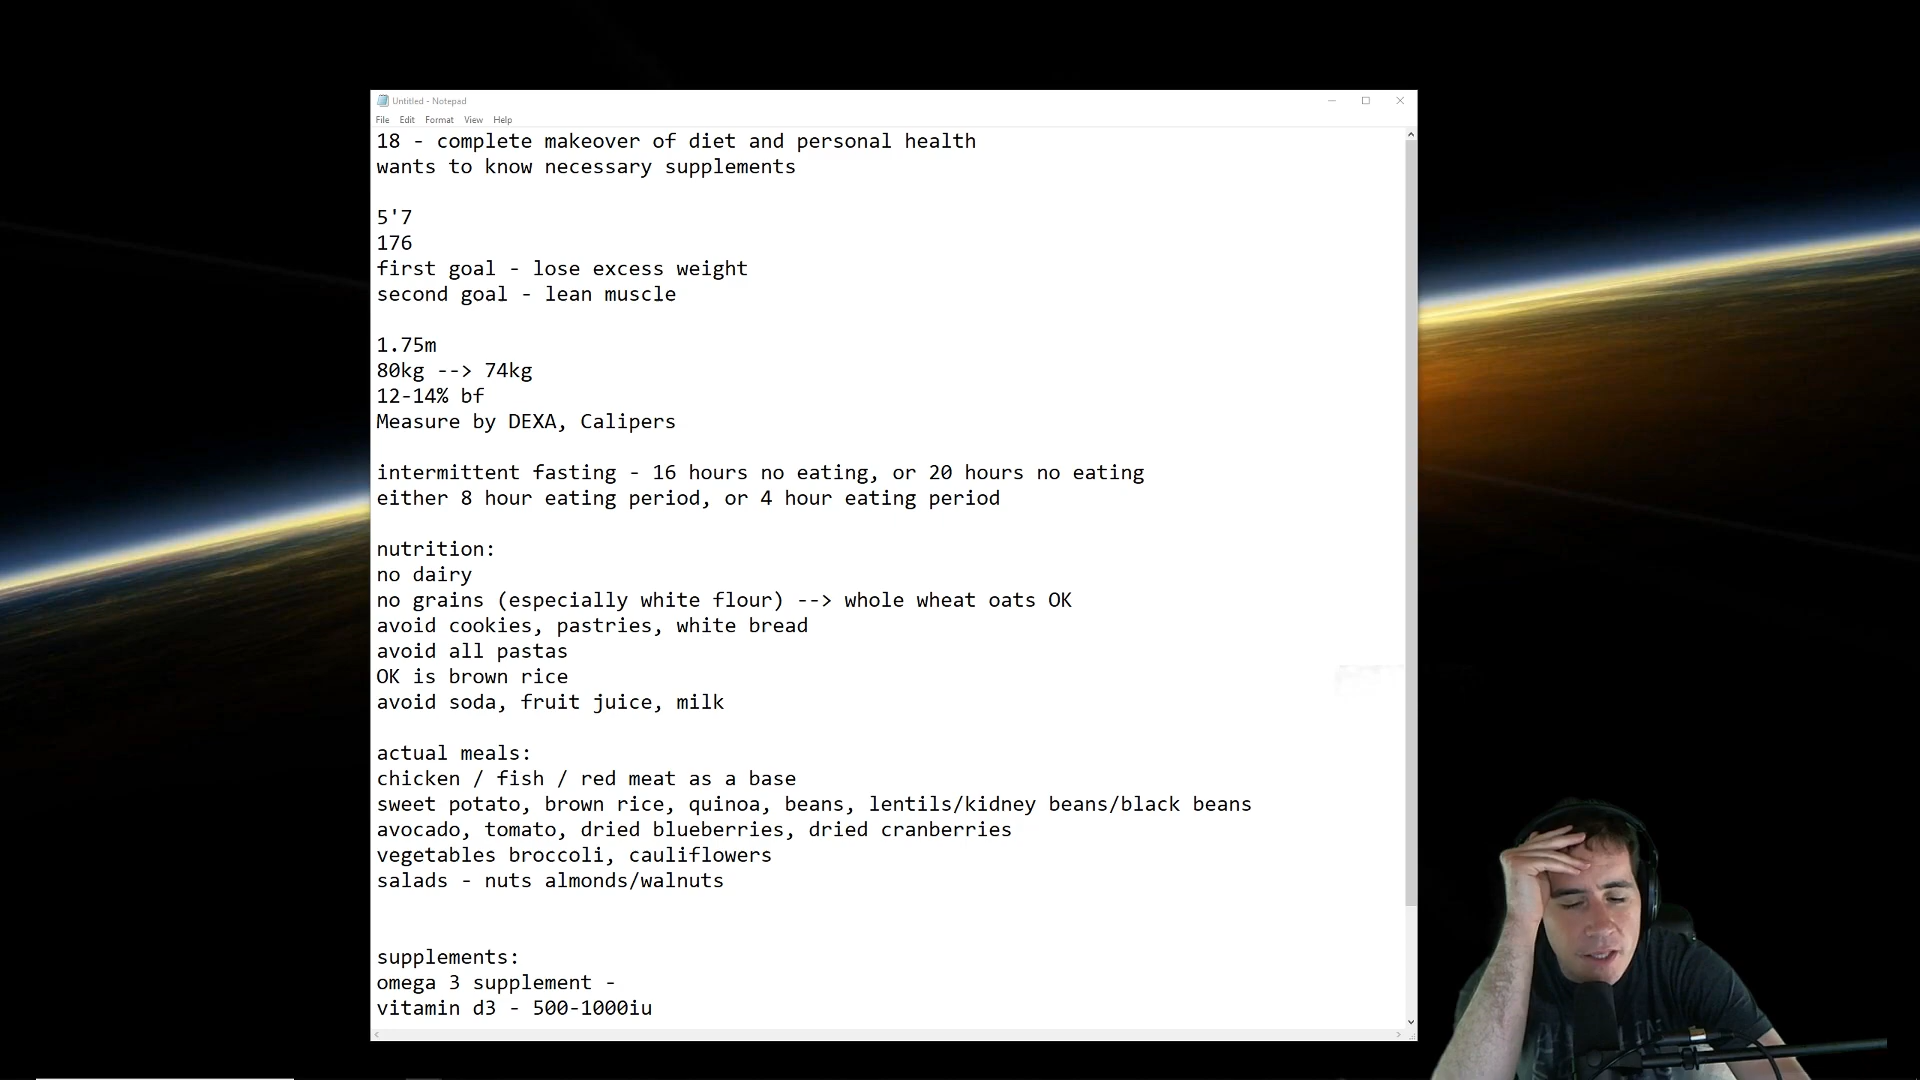 Untitled - Notepad
File Edit Format View Help
18 - complete makeover of diet and personal health
wants to know necessary supplements
5'7
176
first goal - lose excess weight
second goal - lean muscle
1.75m
80kg --> 74kg
12-14% bf
Measure by DEXA, Calipers
intermittent fasting - 16 hours no eating, or 20 hours no eating
either 8 hour eating period, or 4 hour eating period
nutrition:
no dairy
no grains (especially white flour) --> whole wheat oats OK
avoid cookies, pastries, white bread
avoid all pastas
OK is brown rice
avoid soda, fruit juice, milk
actual meals:
chicken / fish / red meat as a base
sweet potato, brown rice, quinoa, beans, lentils/kidney beans/black beans
avocado, tomato, dried blueberries, dried cranberries
vegetables broccoli, cauliflowers
salads - nuts almonds/walnuts
supplements:
omega 3 supplement -
vitamin d3 - 500-1000iu